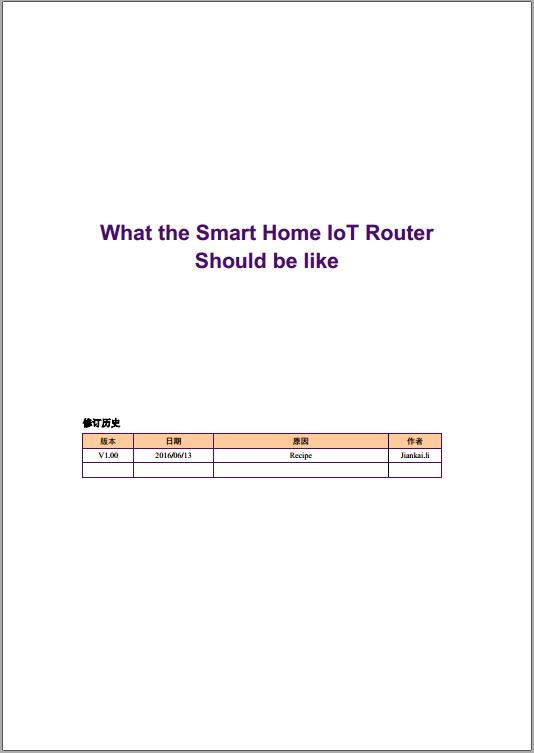 What the Smart Home IoT Router
Should be like
修订历史
版本 日期 原因 作者
V1.00 2016/06/13 Recipe Jiankai.li